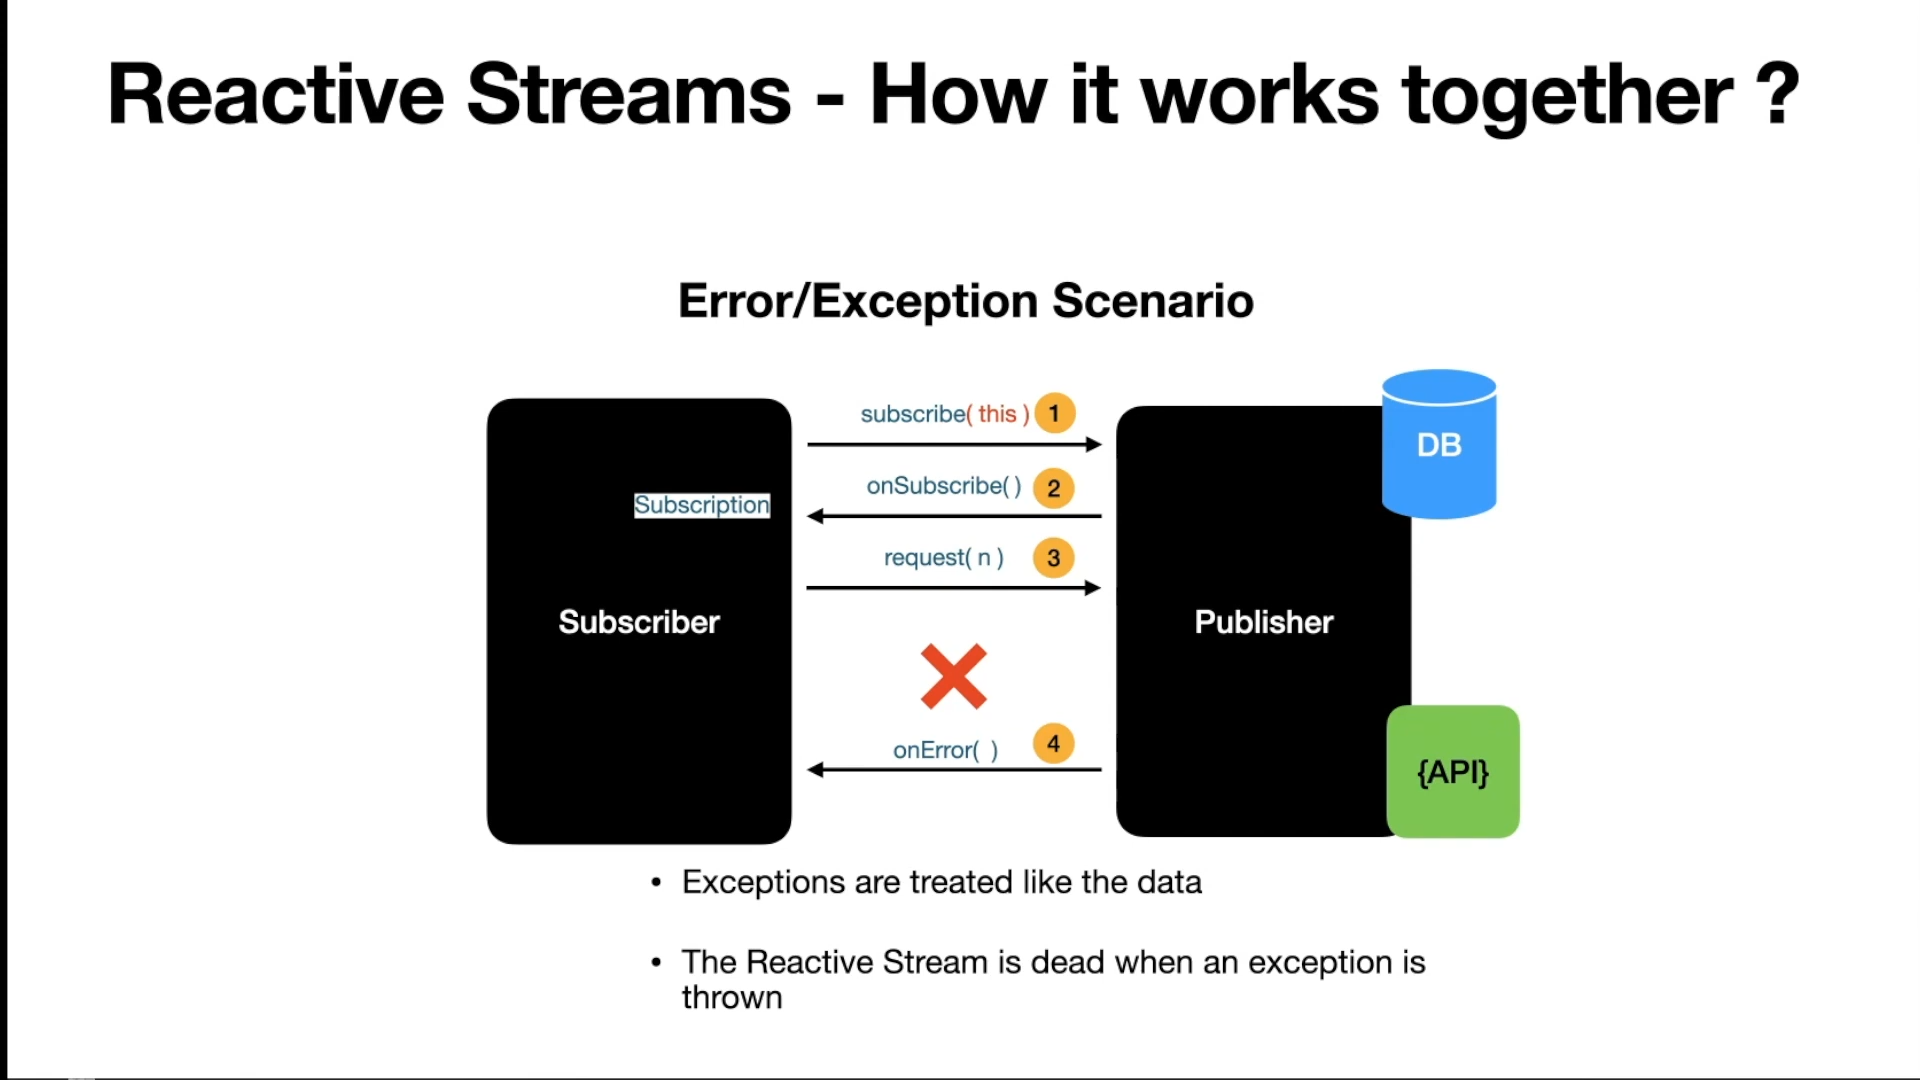 Reactive Streams - How it works together ?
Error/Exception Scenario
subscribe( this ) 1
onSubscribe( ) 2
Subscription
request( n ) 3
Subscriber
Publisher
DB
onError(  ) 4
{API}
• Exceptions are treated like the data
• The Reactive Stream is dead when an exception is
thrown